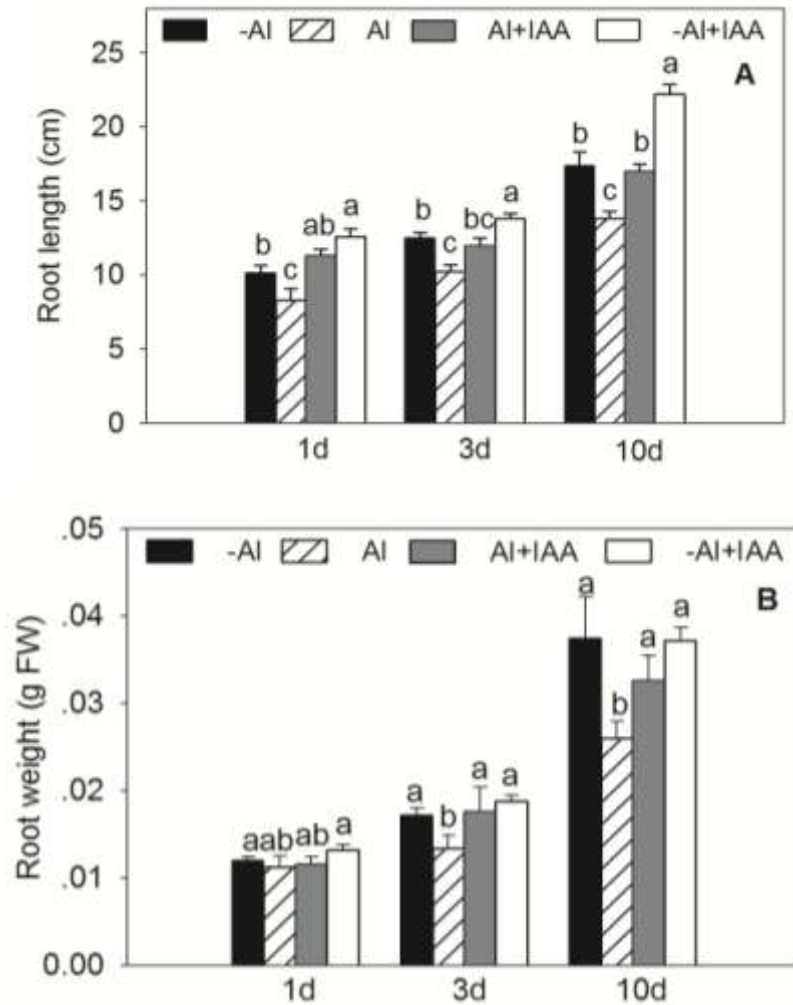 -Al Al Al+IAA -Al+IAA
A
25
20
15
10
5
0
Root length (cm)
b c ab a
b c bc a
b c b a
1d 3d 10d
-Al Al Al+IAA -Al+IAA
B
.05
.04
.03
.02
.01
0.00
Root weight (g FW)
a ab ab a
a b a a
a b a a
1d 3d 10d